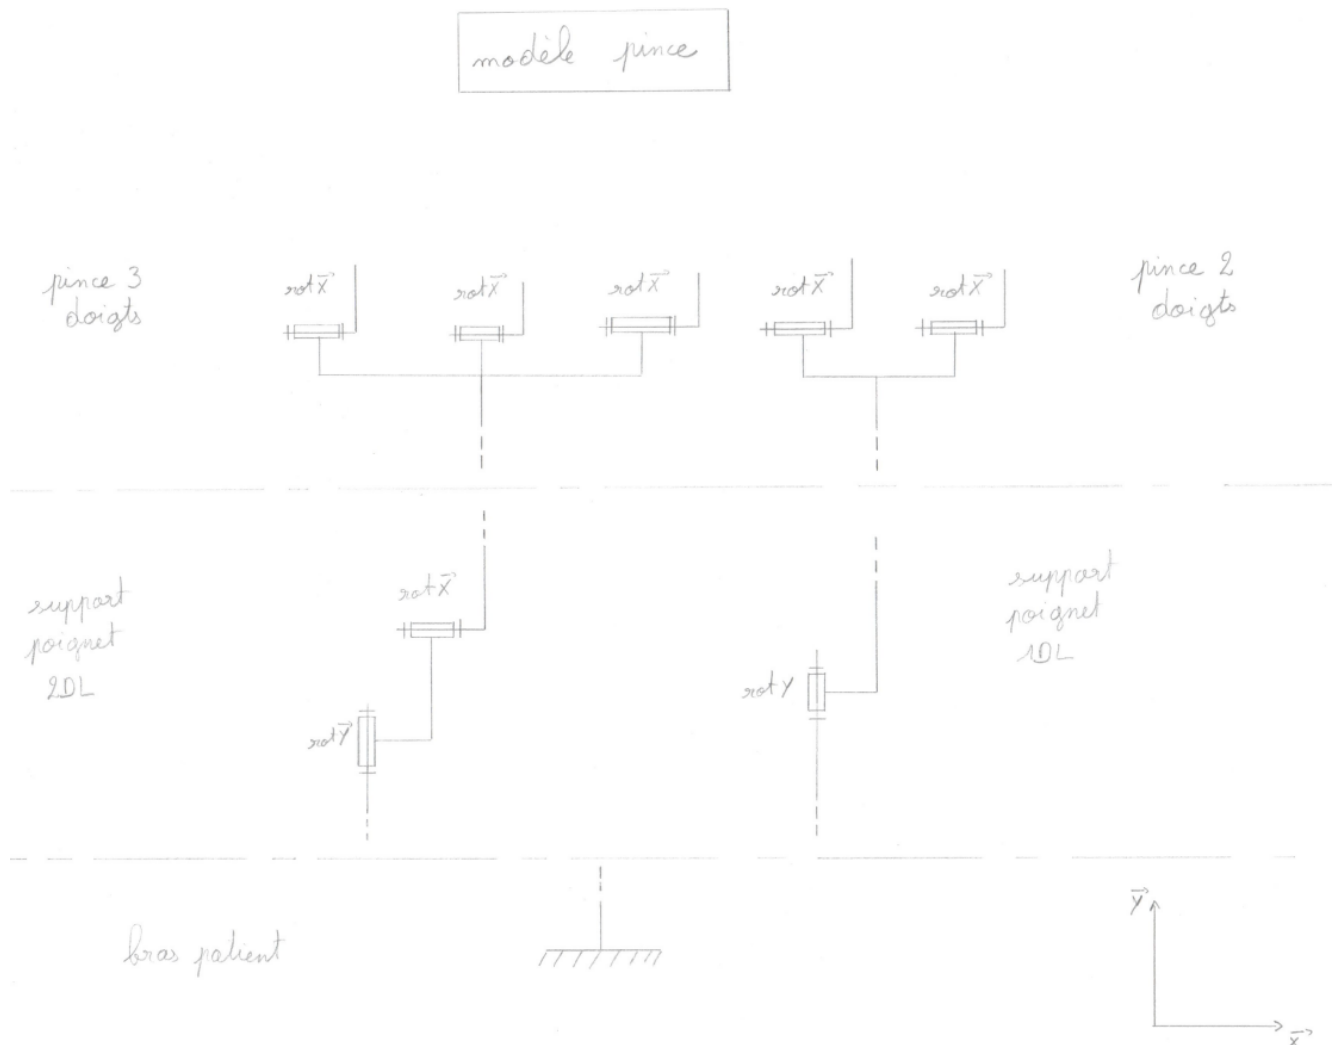 modèle pince
pince 3
doigts
rot X⃗
rot X⃗
rot X⃗
rot X⃗
rot X⃗
pince 2
doigts
support
poignet
2DL
rot X⃗
rot Y⃗
rot Y
support
poignet
1DL
bras patient
Y⃗
X⃗